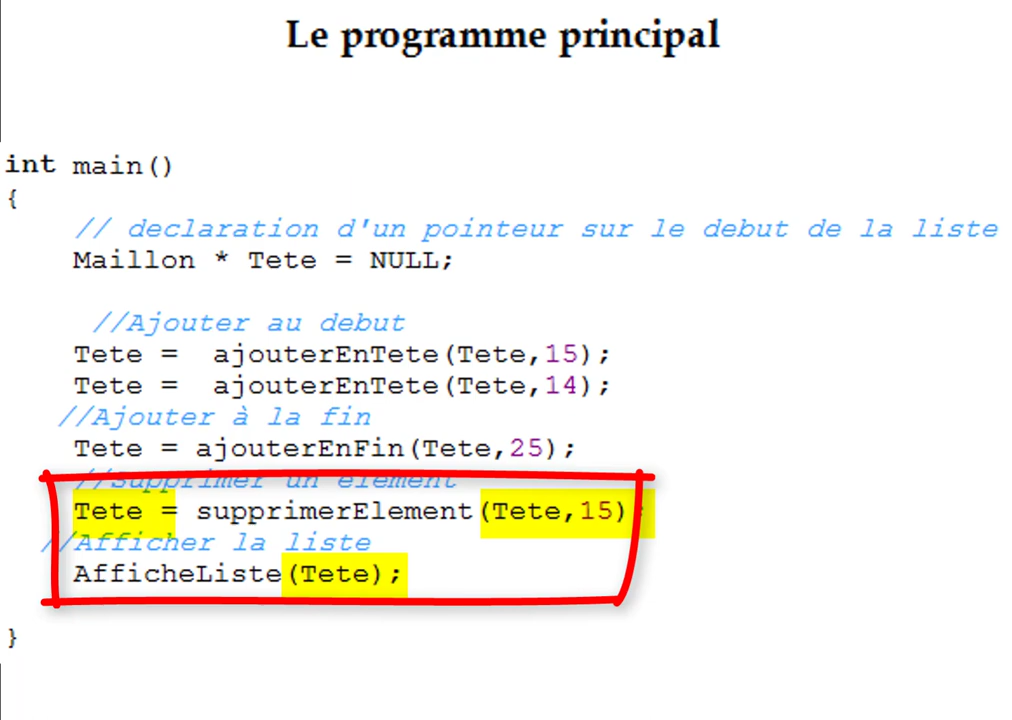 Le programme principal
int main()
{
// declaration d'un pointeur sur le debut de la liste
Maillon * Tete = NULL;
//Ajouter au debut
Tete = ajouterEnTete(Tete,15);
Tete = ajouterEnTete(Tete,14);
//Ajouter à la fin
Tete = ajouterEnFin(Tete,25);
//Supprimer un element
Tete = supprimerElement(Tete,15);
//Afficher la liste
AfficheListe(Tete);
}